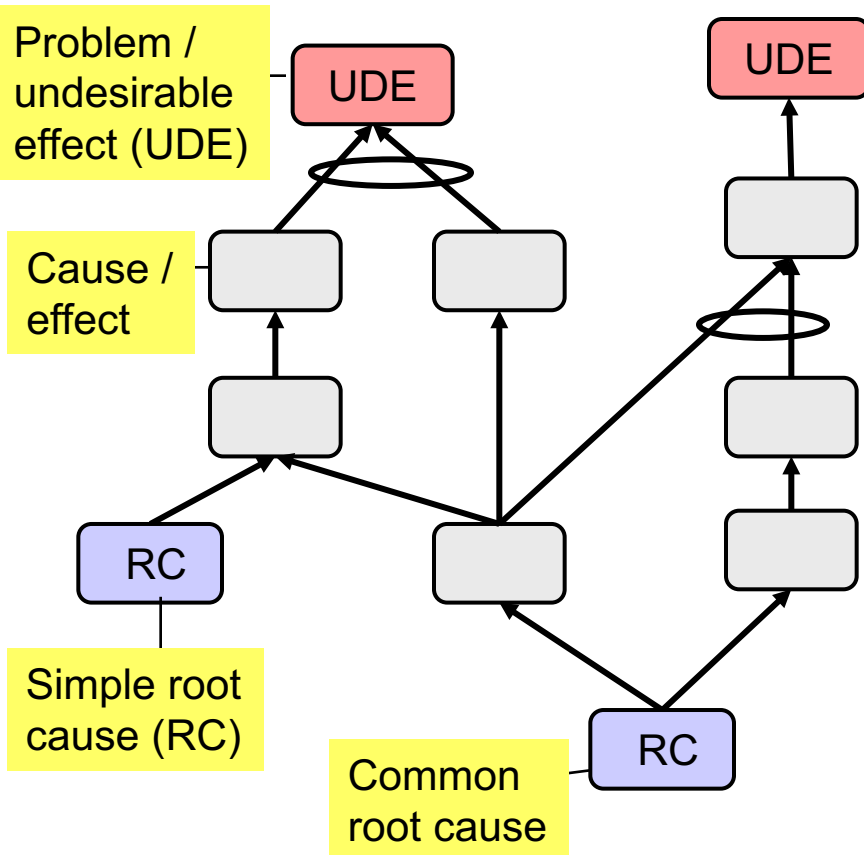 Problem /
undesirable
effect (UDE)
UDE
UDE
Cause /
effect
RC
Simple root
cause (RC)
RC
Common
root cause